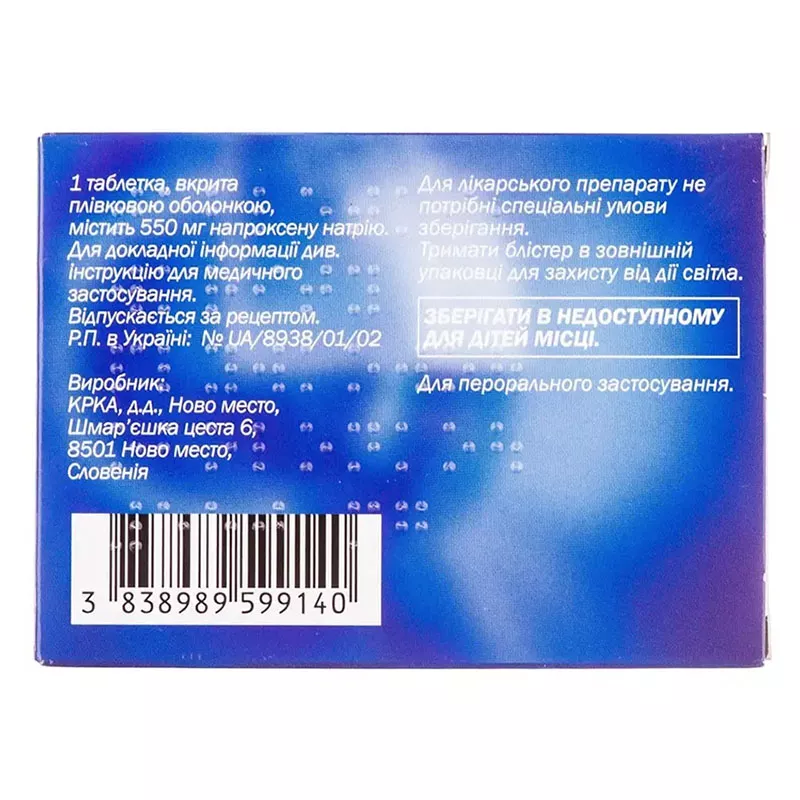 1 таблетка, вкрита
плівковою оболонкою,
містить 550 мг напроксену натрію.
Для докладної інформації див.
інструкцію для медичного
застосування.
Відпускається за рецептом.
Р.П. в Україні: № UA/8938/01/02
Виробник:
КРКА, д.д., Ново место,
Шмар'єшка цеста 6,
8501 Ново место,
Словенія
3 838989 599140
Для лікарського препарату не
потрібні спеціальні умови
зберігання.
Тримати блістер в зовнішній
упаковці для захисту від дії світла.
ЗБЕРІГАТИ В НЕДОСТУПНОМУ
ДЛЯ ДІТЕЙ МІСЦІ.
Для перорального застосування.